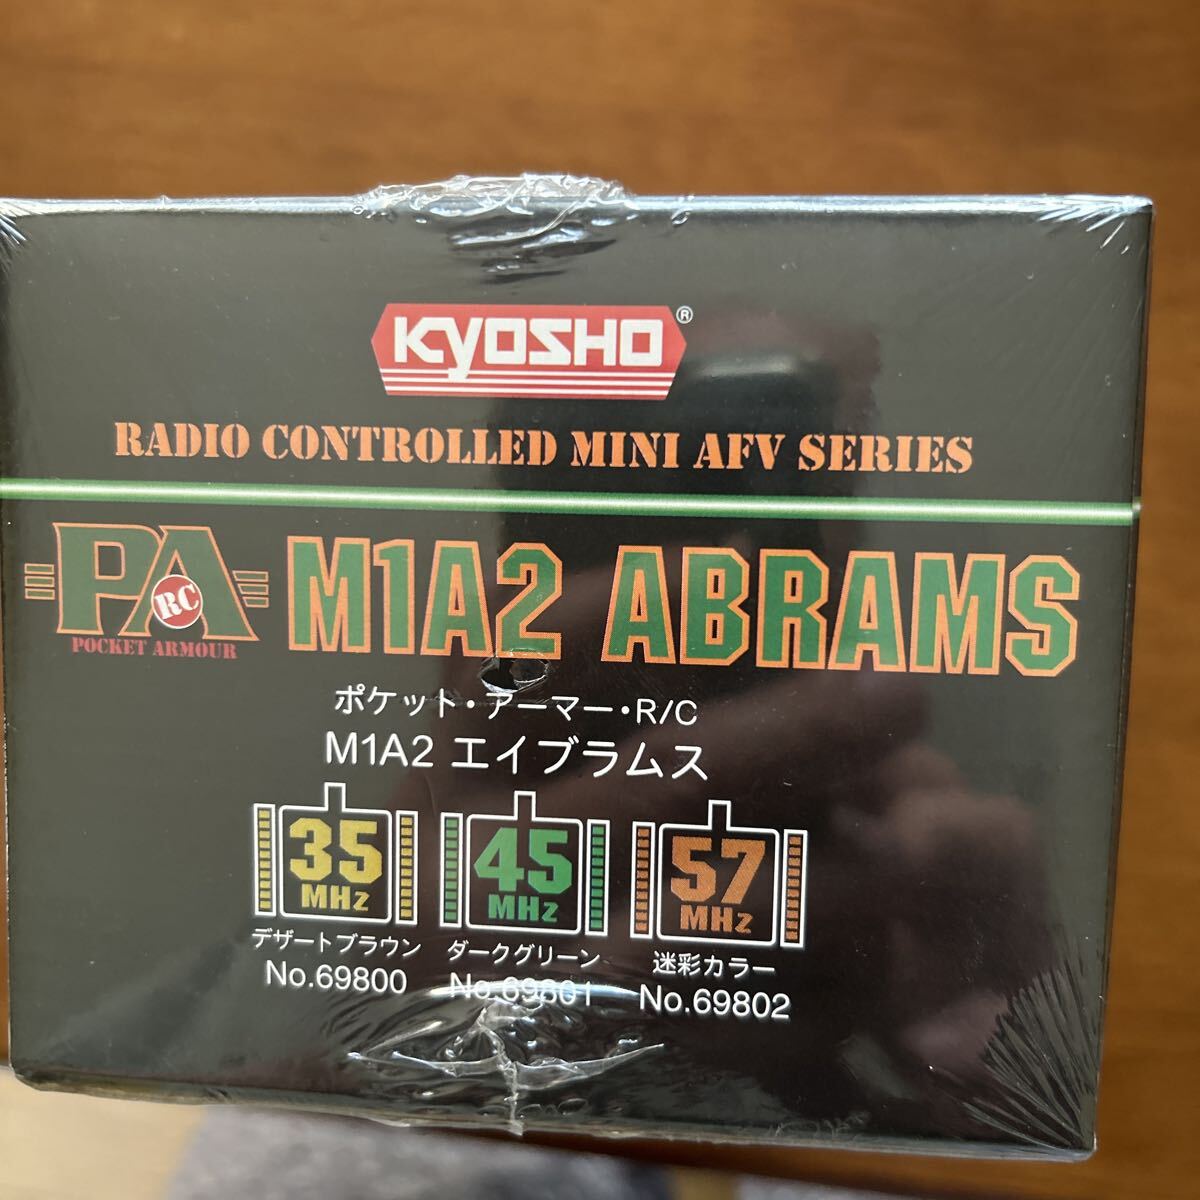 KYOSHO®
RADIO CONTROLLED MINI AFV SERIES
PA RC
POCKET ARMOUR
M1A2 ABRAMS
ポケット・アーマー・R/C
M1A2 エイブラムス
35 MHz
デザートブラウン
No.69800
45 MHz
ダークグリーン
No.69801
57 MHz
迷彩カラー
No.69802